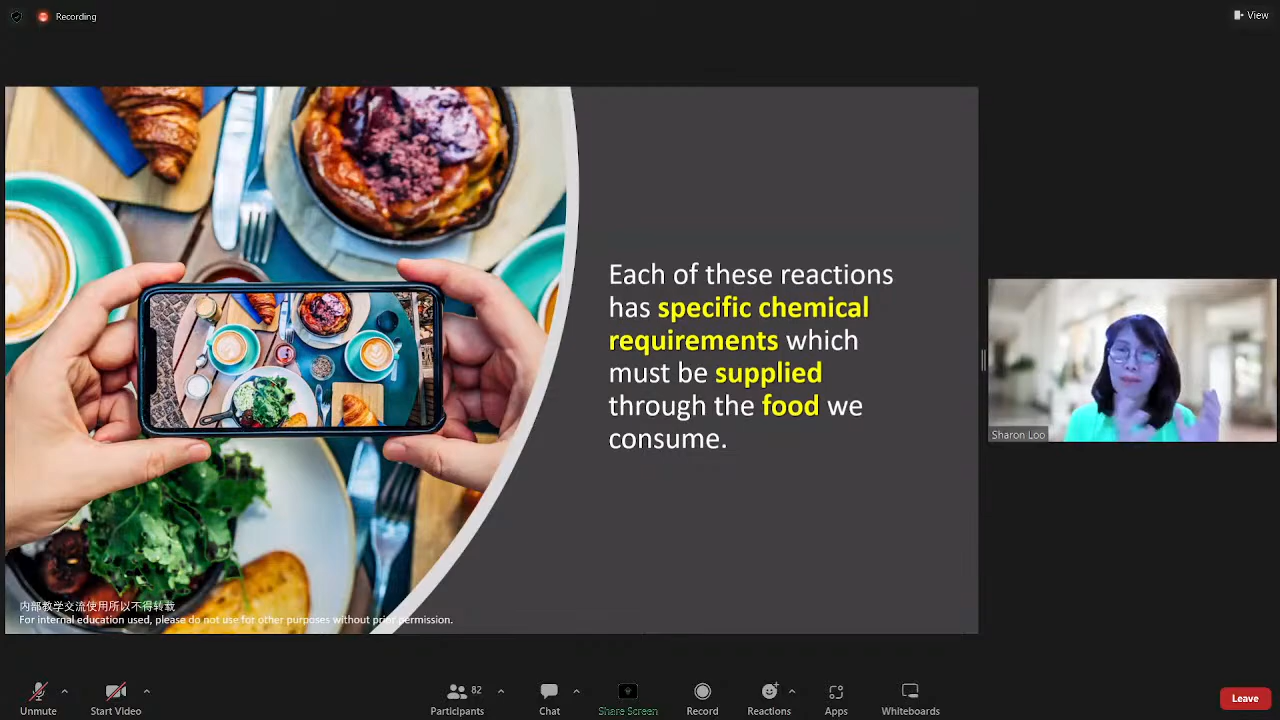 Recording
View
Each of these reactions
has specific chemical
requirements which
must be supplied
through the food we
consume.
Sharon Loo
内部教学交流使用所以不得转载
For internal education used, please do not use for other purposes without prior permission.
Unmute
Start Video
Participants
82
Chat
Share Screen
Record
Reactions
Apps
Whiteboards
Leave